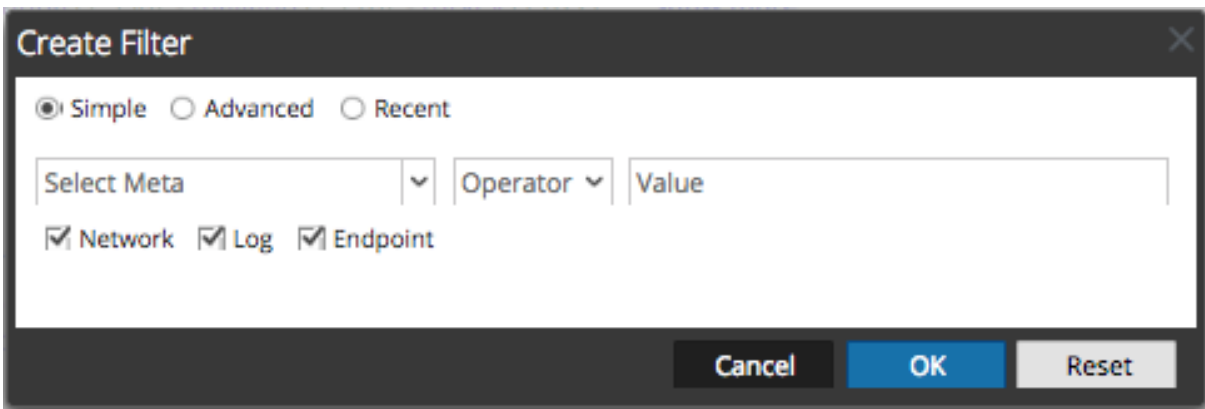 Create Filter
Simple Advanced Recent
Select Meta Operator Value
Network Log Endpoint
Cancel OK Reset